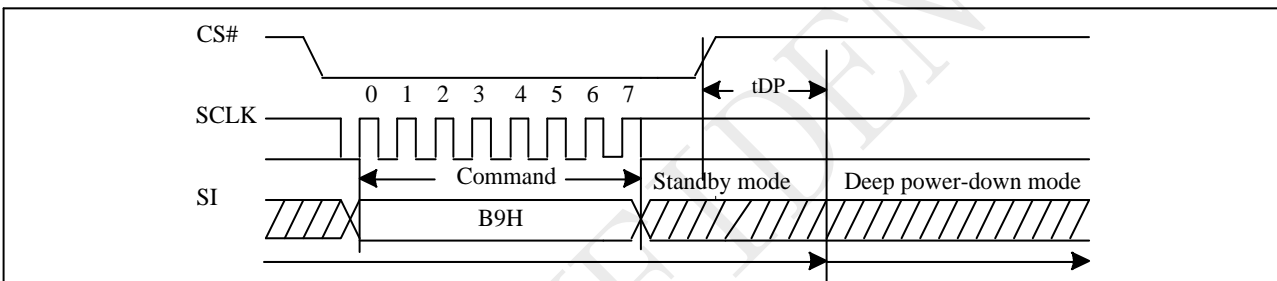 CS#
tDP
0 1 2 3 4 5 6 7
SCLK
Command
Standby mode
Deep power-down mode
SI
B9H